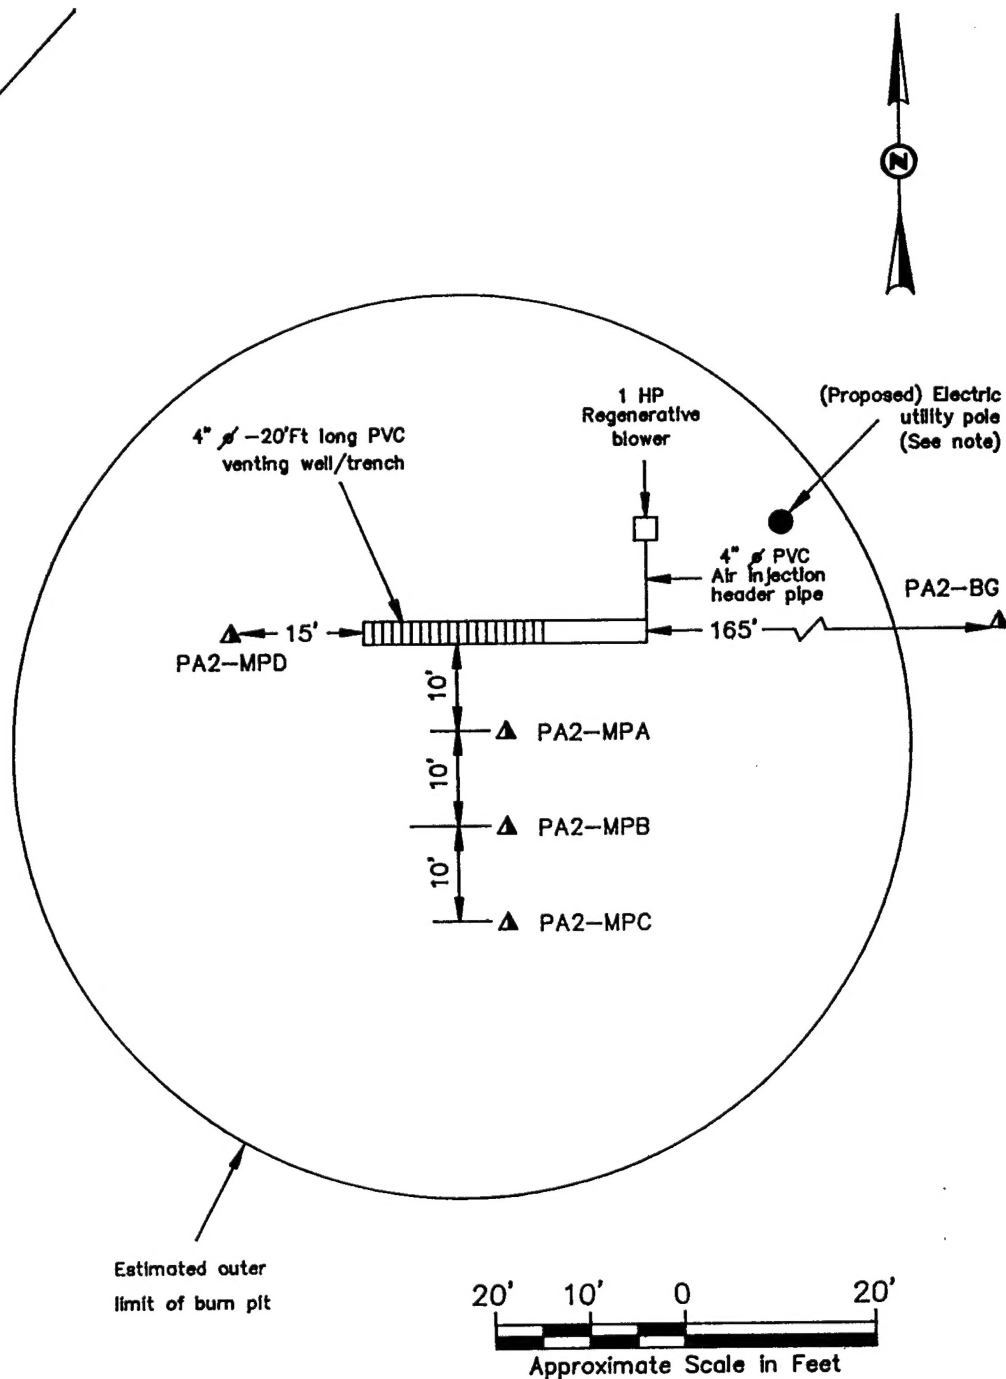 N
1 HP
Regenerative
blower
(Proposed) Electric
utility pole
(See note)
4" ø -20'Ft long PVC
venting well/trench
4" ø PVC
Air injection
header pipe
PA2-BG
15'
165'
PA2-MPD
10'
PA2-MPA
10'
PA2-MPB
10'
PA2-MPC
Estimated outer
limit of burn pit
20' 10' 0 20'
Approximate Scale in Feet